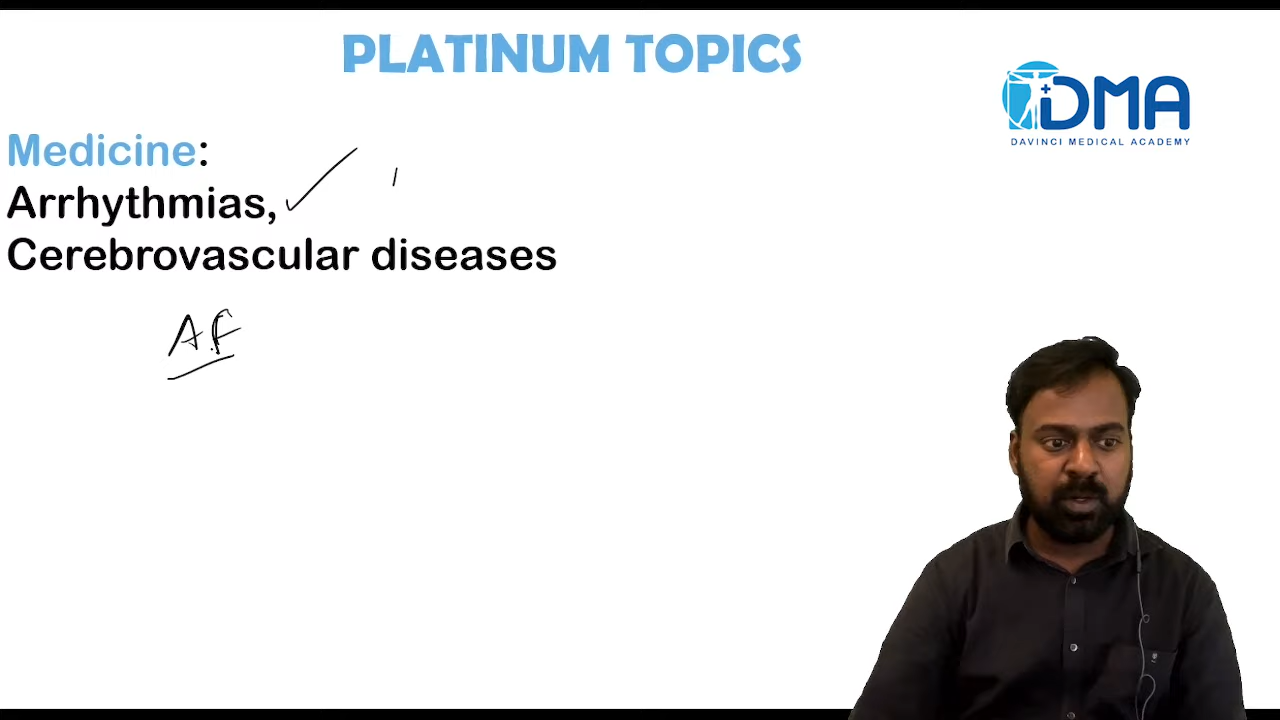 PLATINUM TOPICS
DMA
DAVINCI MEDICAL ACADEMY
Medicine:
Arrhythmias,
Cerebrovascular diseases
AF